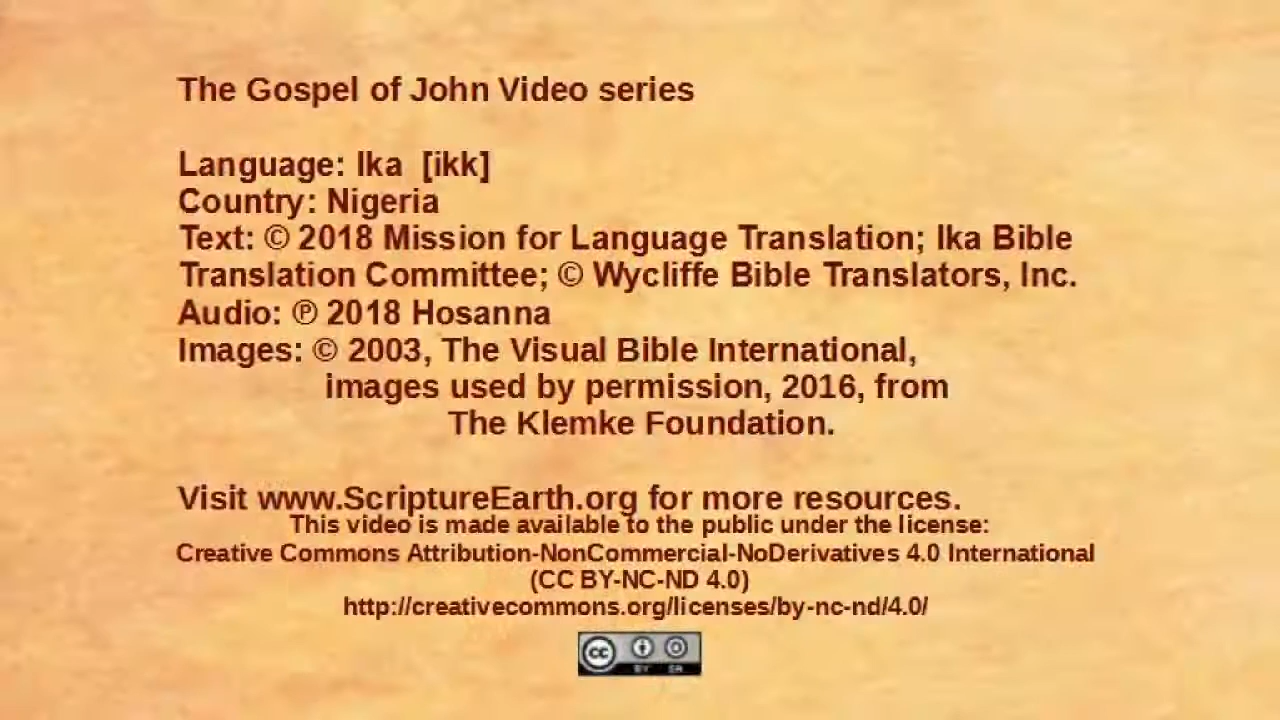 The Gospel of John Video series
Language: Ika [ikk]
Country: Nigeria
Text: © 2018 Mission for Language Translation; Ika Bible
Translation Committee; © Wycliffe Bible Translators, Inc.
Audio: ℗ 2018 Hosanna
Images: © 2003, The Visual Bible International,
images used by permission, 2016, from
The Klemke Foundation.
Visit www.ScriptureEarth.org for more resources.
This video is made available to the public under the license:
Creative Commons Attribution-NonCommercial-NoDerivatives 4.0 International
(CC BY-NC-ND 4.0)
http://creativecommons.org/licenses/by-nc-nd/4.0/
cc
BY SA